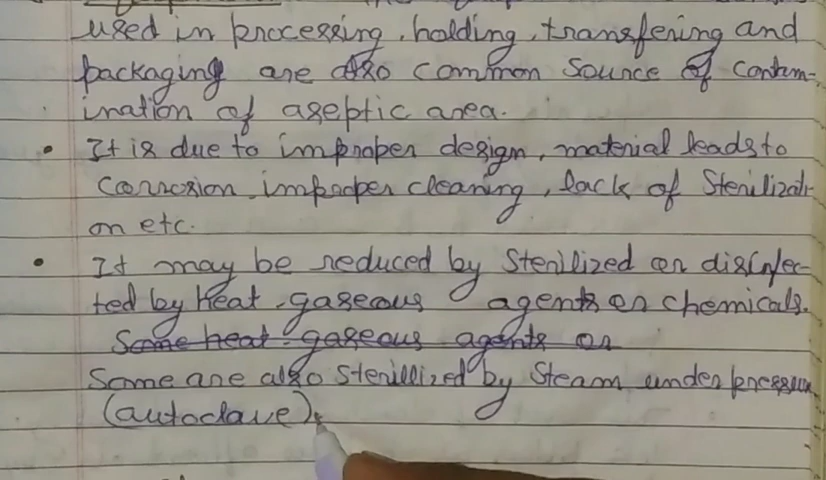 used in processing, holding, transfering and
packaging are also common source of contam-
ination of aseptic area.
• It is due to improper design, material leads to
corrosion, improper cleaning, lack of Sterilizati-
on etc.
• It may be reduced by Sterilized or disinfec-
ted by heat, gaseous agents or chemicals.
Some heat, gaseous agents or
Some are also Sterillized by Steam under pressure
(autoclave).